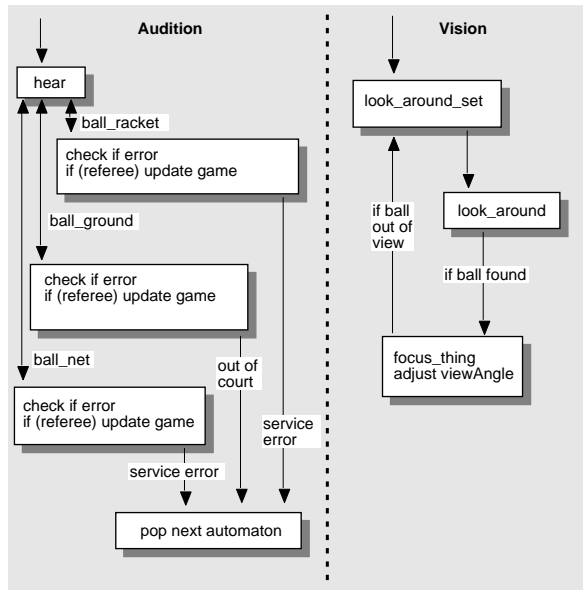 Audition
hear
ball_racket
check if error
if (referee) update game
ball_ground
check if error
if (referee) update game
ball_net
out of
court
check if error
if (referee) update game
service
error
service error
pop next automaton
Vision
look_around_set
if ball
out of
view
look_around
if ball found
focus_thing
adjust viewAngle